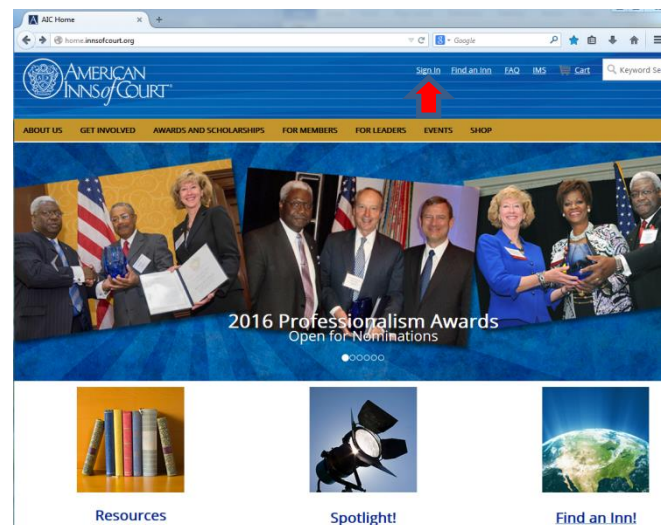 AIC Home
home.innsofcourt.org
Google
AMERICAN
INNS of COURT
Sign In Find an Inn FAQ IMS Cart Keyword Se
ABOUT US GET INVOLVED AWARDS AND SCHOLARSHIPS FOR MEMBERS FOR LEADERS EVENTS SHOP
2016 Professionalism Awards
Open for Nominations
Resources Spotlight! Find an Inn!